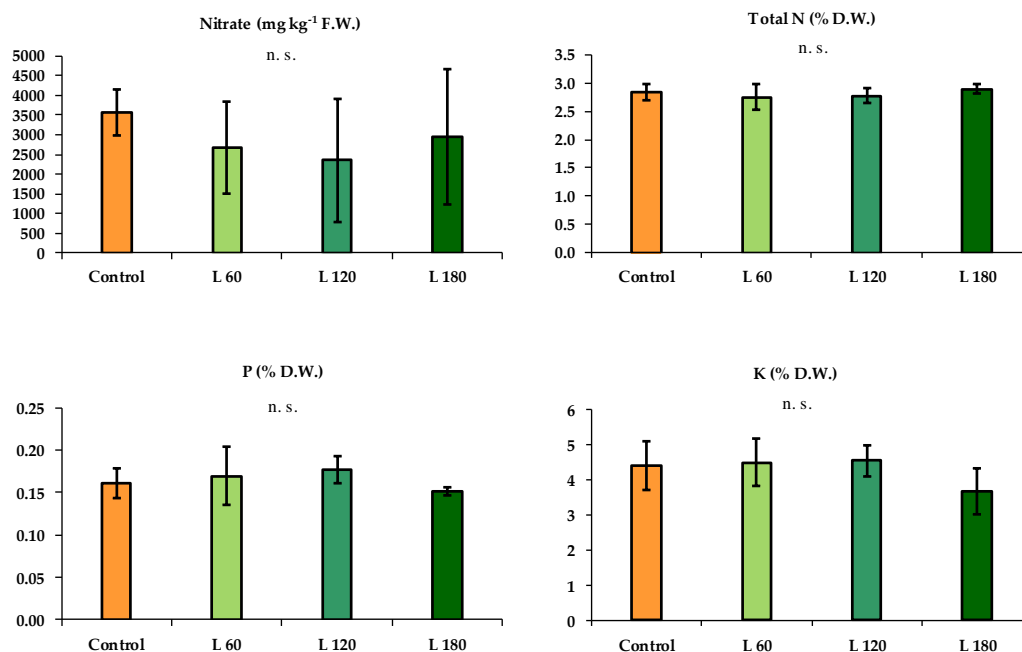 Nitrate (mg kg⁻¹ F.W.)
n. s.
5000
4500
4000
3500
3000
2500
2000
1500
1000
500
0
Control L 60 L 120 L 180
Total N (% D.W.)
n. s.
3.5
3.0
2.5
2.0
1.5
1.0
0.5
0.0
Control L 60 L 120 L 180
P (% D.W.)
n. s.
0.25
0.20
0.15
0.10
0.05
0.00
Control L 60 L 120 L 180
K (% D.W.)
n. s.
6
5
4
3
2
1
0
Control L 60 L 120 L 180